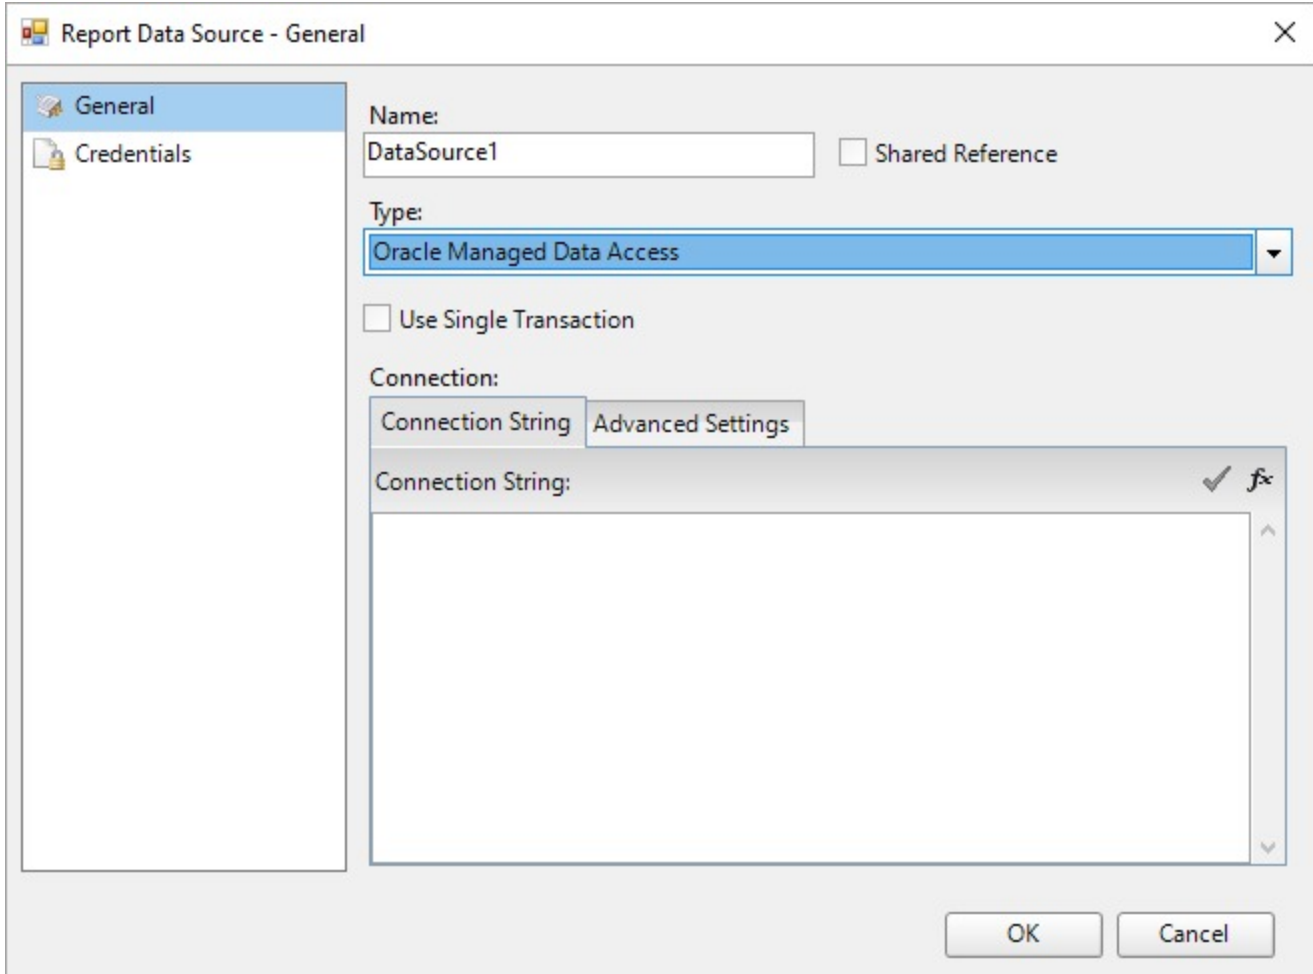 Report Data Source - General
General
Credentials
Name:
DataSource1
Shared Reference
Type:
Oracle Managed Data Access
Use Single Transaction
Connection:
Connection String
Advanced Settings
Connection String:
fx
OK
Cancel